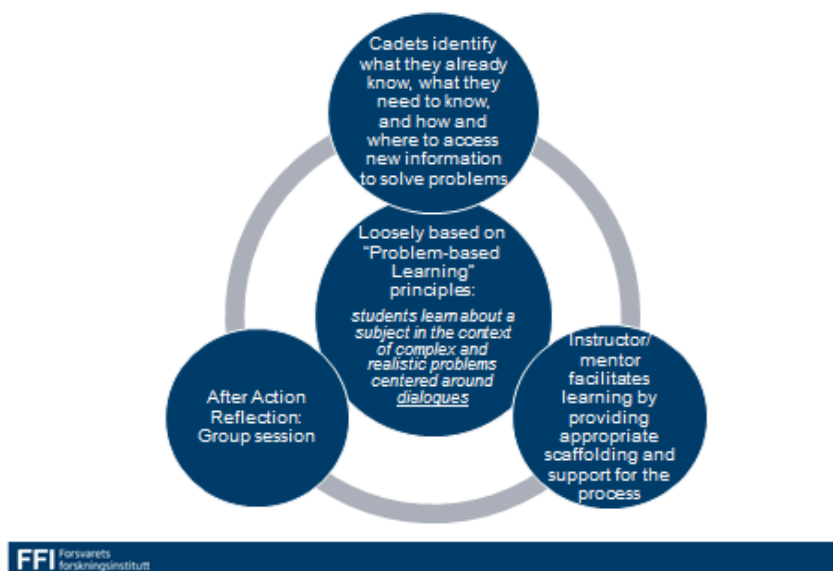 Cadets identify
what they already
know, what they
need to know,
and how and
where to access
new information
to solve problems
Loosely based on
"Problem-based
Learning"
principles:
students learn about a
subject in the context
of complex and
realistic problems
centered around
dialogues
After Action
Reflection:
Group session
Instructor/
mentor
facilitates
learning by
providing
appropriate
scaffolding and
support for the
process
FFI Forsvarets
forskningsinstitutt